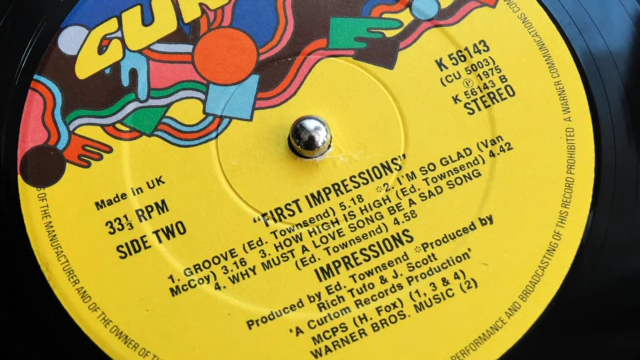 CUR
K 56143
(CU 5003)
Ⓟ 1975
K 56143 B
STEREO
Made in UK
33⅓ RPM
SIDE TWO
"FIRST IMPRESSIONS"
1. GROOVE (Ed. Townsend) 5.18 *2. I'M SO GLAD (Van
McCoy) 3.16 3. HOW HIGH IS HIGH (Ed. Townsend) 4.42
4. WHY MUST A LOVE SONG BE A SAD SONG
(Ed. Townsend) 4.58
IMPRESSIONS
Produced by Ed. Townsend *Produced by
Rich Tufo & J. Scott
'A Curtom Records Production'
MCPS (H. Fox) (1, 3 & 4)
WARNER BROS. MUSIC (2)
OF THE MANUFACTURER AND OF THE OWNER OF
PERFORMANCE AND BROADCASTING OF THIS RECORD PROHIBITED · A WARNER COMMUNICATIONS